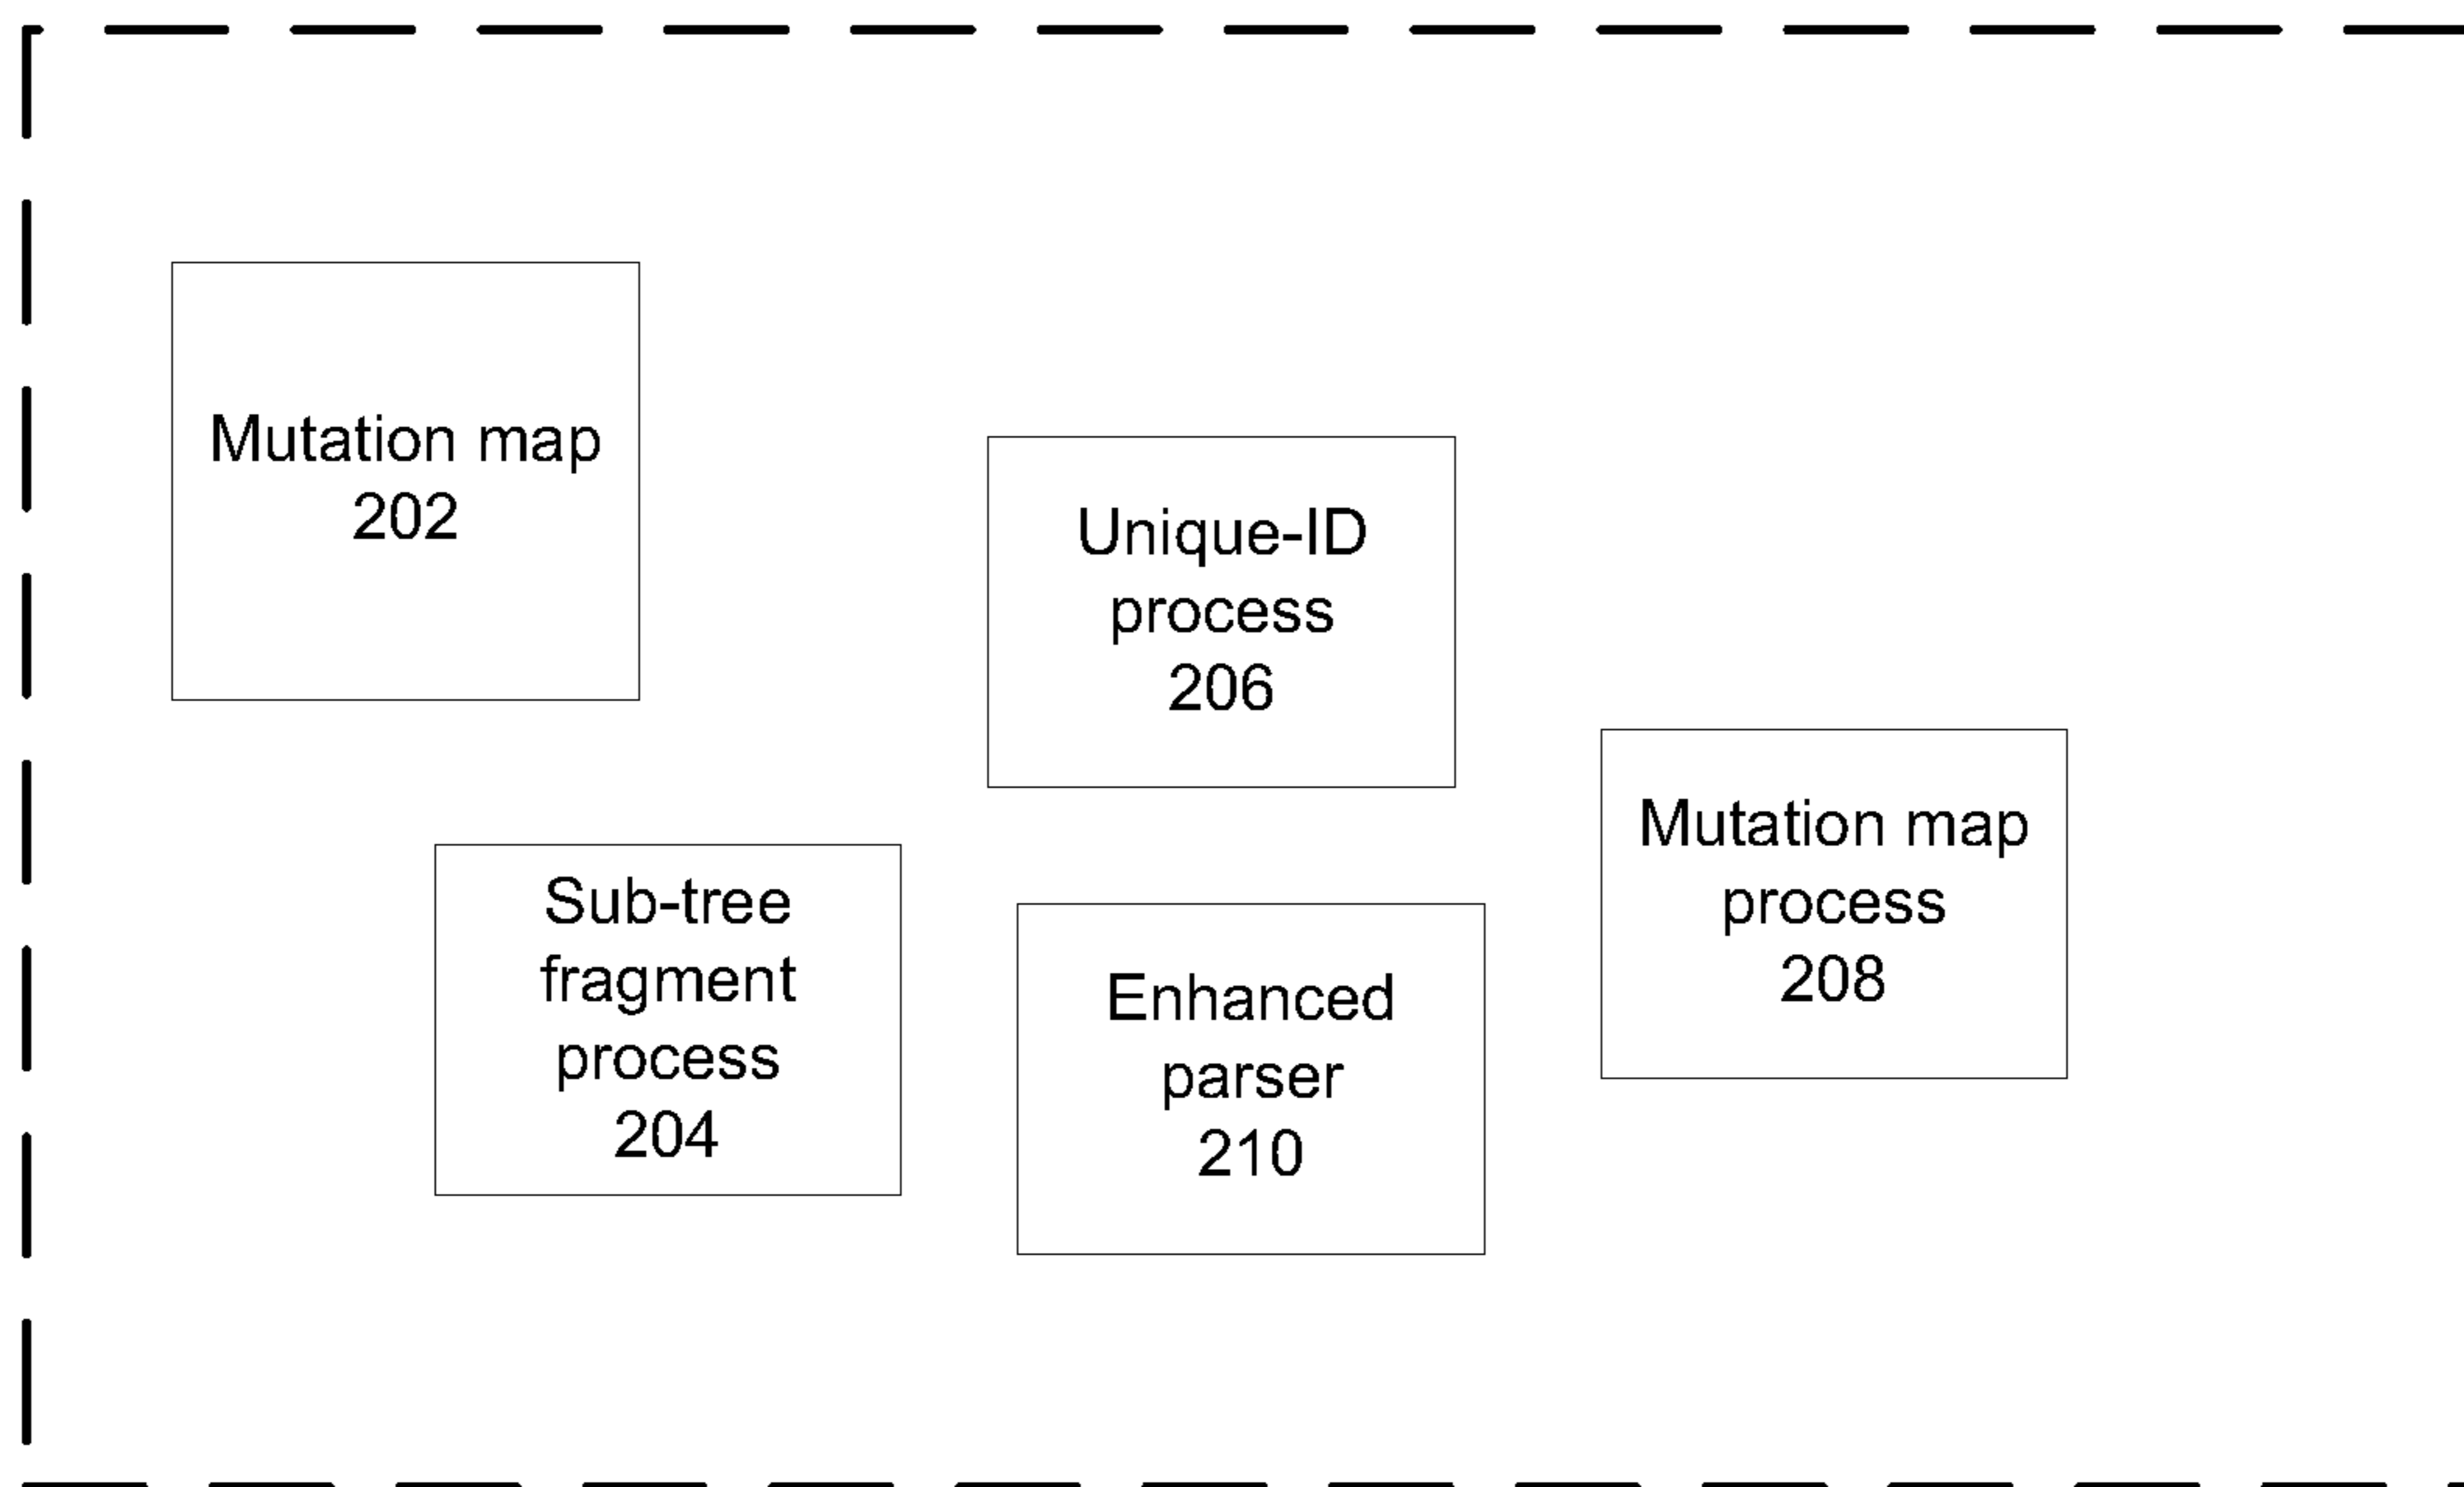 Mutation map
202
Unique-ID
process
206
Mutation map
process
208
Sub-tree
fragment
process
204
Enhanced
parser
210